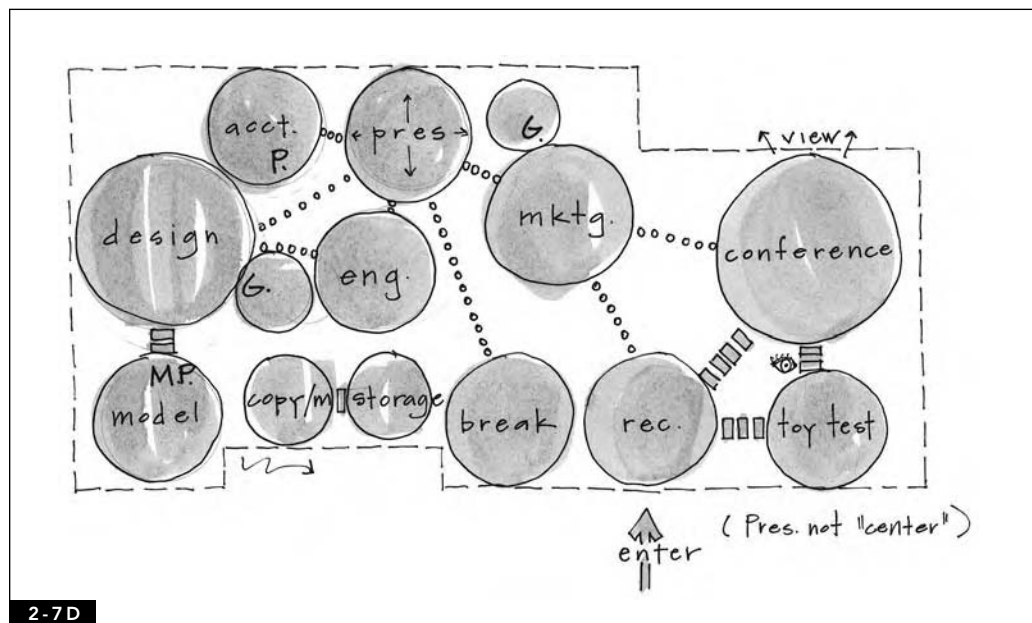 acct.
P.
pres
G.
view
design
mktg.
conference
G.
eng.
M.P.
model
copy/m
storage
break
rec.
toy test
enter
(Pres. not "center")
2-7D